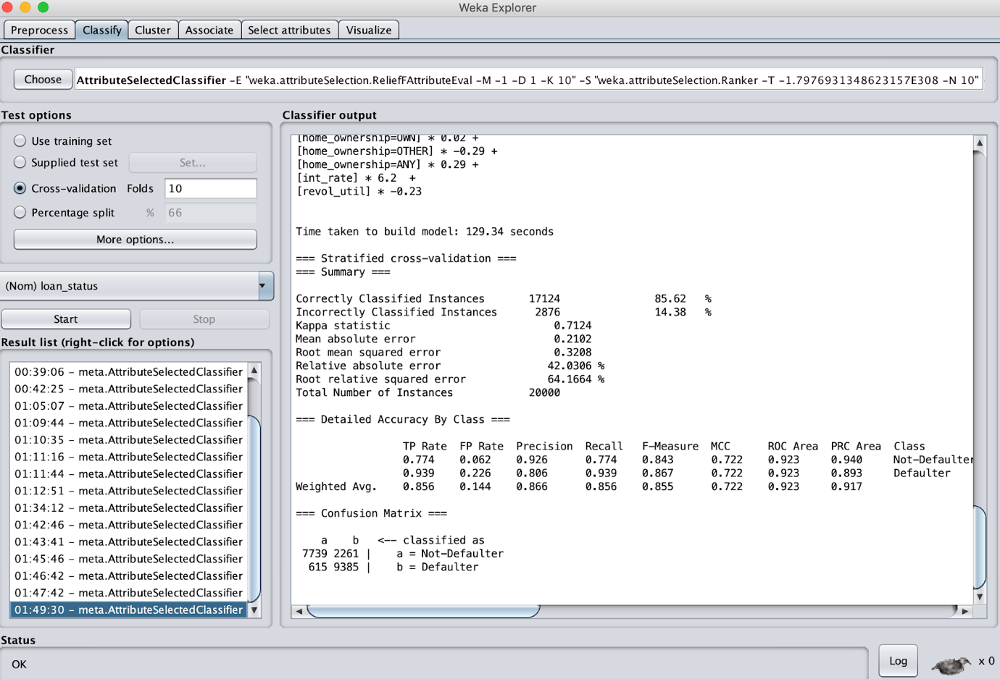 Weka Explorer
Preprocess Classify Cluster Associate Select attributes Visualize
Classifier
Choose AttributeSelectedClassifier -E "weka.attributeSelection.ReliefFAttributeEval -M -1 -D 1 -K 10" -S "weka.attributeSelection.Ranker -T -1.7976931348623157E308 -N 10"
Test options
Use training set
Supplied test set Set...
Cross-validation Folds 10
Percentage split % 66
More options...
(Nom) loan_status
Start Stop
Result list (right-click for options)
00:39:06 - meta.AttributeSelectedClassifier
00:42:25 - meta.AttributeSelectedClassifier
01:05:07 - meta.AttributeSelectedClassifier
01:09:44 - meta.AttributeSelectedClassifier
01:10:35 - meta.AttributeSelectedClassifier
01:11:16 - meta.AttributeSelectedClassifier
01:11:44 - meta.AttributeSelectedClassifier
01:12:51 - meta.AttributeSelectedClassifier
01:34:12 - meta.AttributeSelectedClassifier
01:42:46 - meta.AttributeSelectedClassifier
01:43:41 - meta.AttributeSelectedClassifier
01:45:46 - meta.AttributeSelectedClassifier
01:46:42 - meta.AttributeSelectedClassifier
01:47:42 - meta.AttributeSelectedClassifier
01:49:30 - meta.AttributeSelectedClassifier
Classifier output
[home_ownership=OWN] * 0.02 +
[home_ownership=OTHER] * -0.29 +
[home_ownership=ANY] * 0.29 +
[int_rate] * 6.2 +
[revol_util] * -0.23
Time taken to build model: 129.34 seconds
=== Stratified cross-validation ===
=== Summary ===
Correctly Classified Instances 17124 85.62 %
Incorrectly Classified Instances 2876 14.38 %
Kappa statistic 0.7124
Mean absolute error 0.2102
Root mean squared error 0.3208
Relative absolute error 42.0306 %
Root relative squared error 64.1664 %
Total Number of Instances 20000
=== Detailed Accuracy By Class ===
TP Rate FP Rate Precision Recall F-Measure MCC ROC Area PRC Area Class
0.774 0.062 0.926 0.774 0.843 0.722 0.923 0.940 Not-Defaulter
0.939 0.226 0.806 0.939 0.867 0.722 0.923 0.893 Defaulter
Weighted Avg. 0.856 0.144 0.866 0.856 0.855 0.722 0.923 0.917
=== Confusion Matrix ===
a b <-- classified as
7739 2261 | a = Not-Defaulter
615 9385 | b = Defaulter
Status
OK
Log x 0